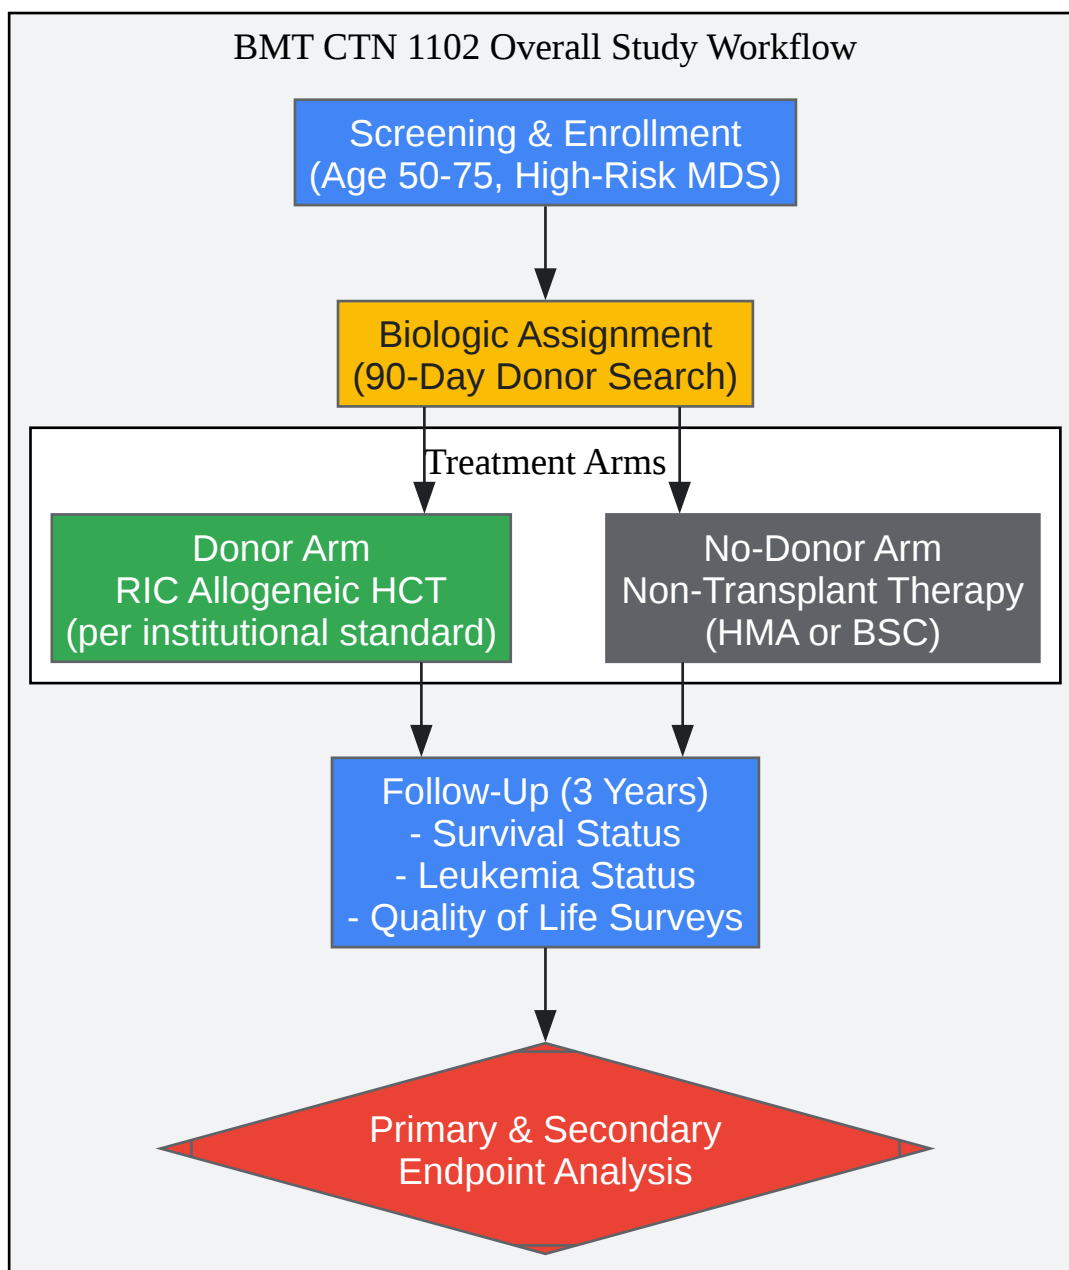 BMT CTN 1102 Overall Study Workflow
Screening & Enrollment
(Age 50-75, High-Risk MDS)
Biologic Assignment
(90-Day Donor Search)
Treatment Arms
Donor Arm
RIC Allogeneic HCT
(per institutional standard)
No-Donor Arm
Non-Transplant Therapy
(HMA or BSC)
Follow-Up (3 Years)
- Survival Status
- Leukemia Status
- Quality of Life Surveys
Primary & Secondary
Endpoint Analysis